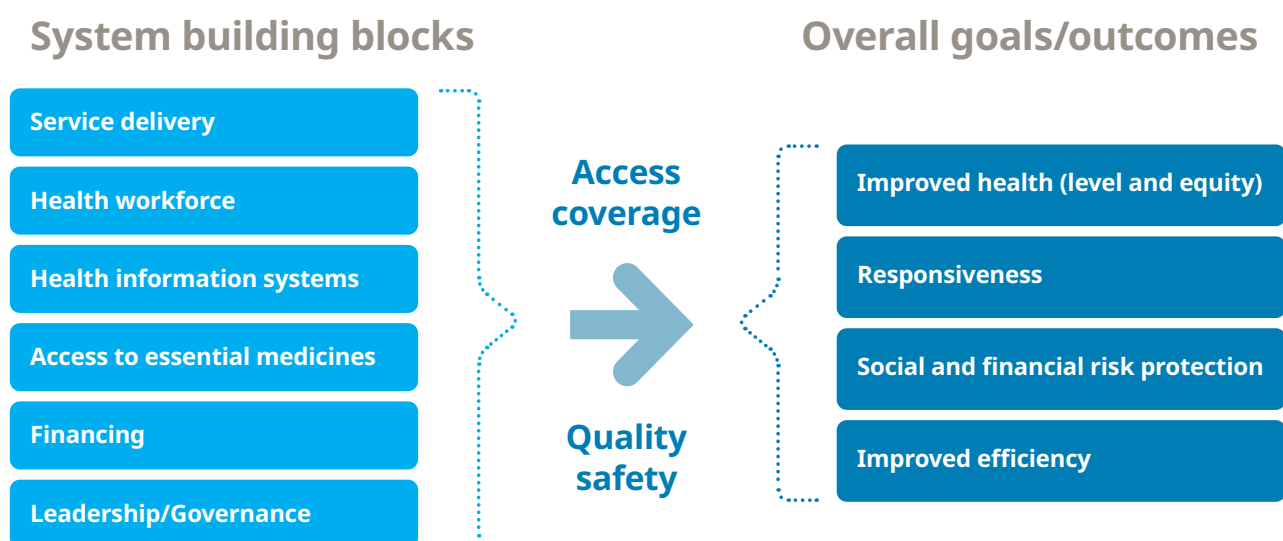 System building blocks
Service delivery
Health workforce
Health information systems
Access to essential medicines
Financing
Leadership/Governance
Access
coverage
Quality
safety
Overall goals/outcomes
Improved health (level and equity)
Responsiveness
Social and financial risk protection
Improved efficiency